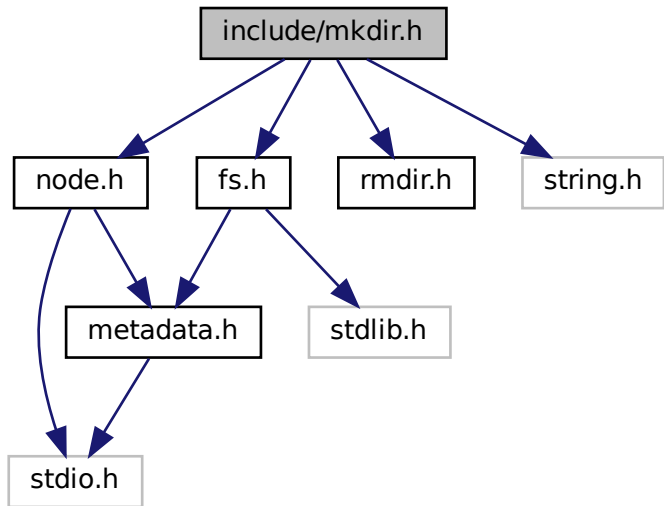 include/mkdir.h
node.h
fs.h
rmdir.h
string.h
metadata.h
stdlib.h
stdio.h